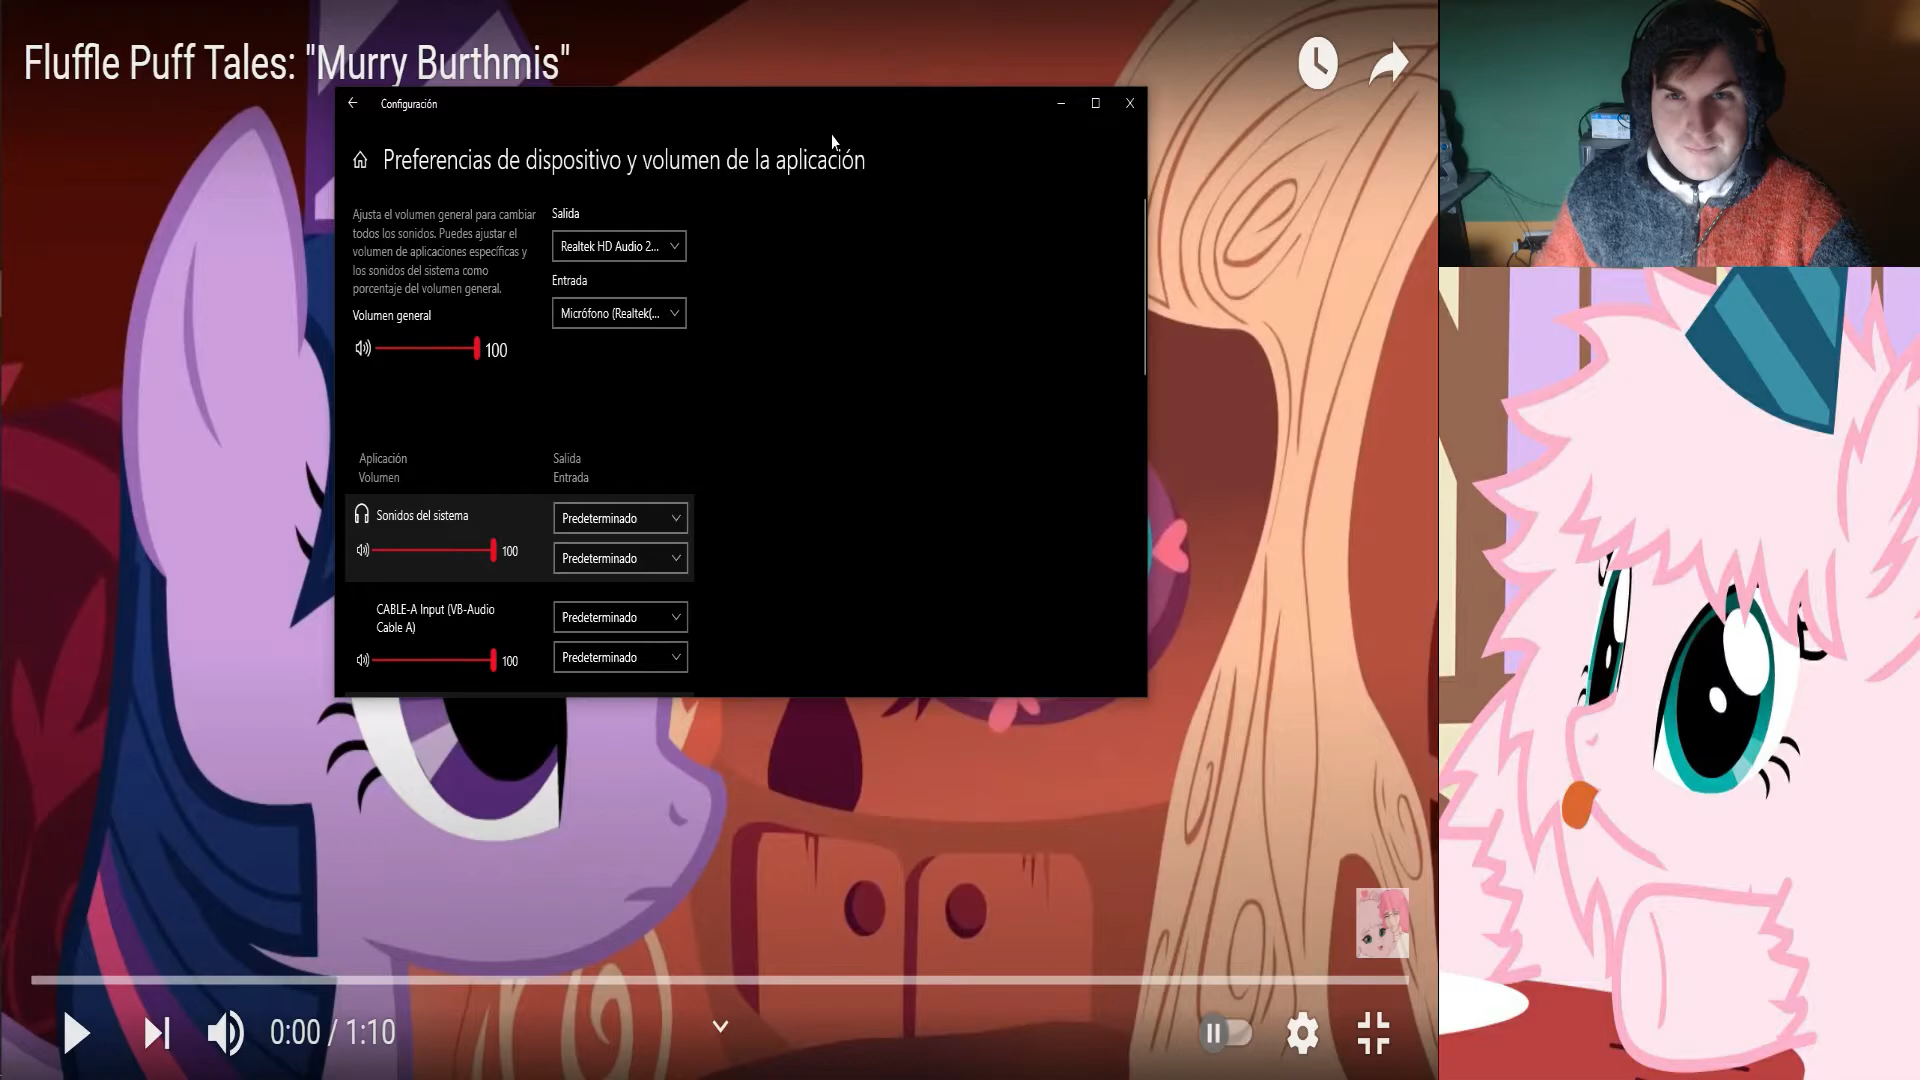 Fluffle Puff Tales: "Murry Burthmis"
Configuración
Preferencias de dispositivo y volumen de la aplicación
Ajusta el volumen general para cambiar
todos los sonidos. Puedes ajustar el
volumen de aplicaciones específicas y
los sonidos del sistema como
porcentaje del volumen general.
Volumen general
100
Salida
Realtek HD Audio 2...
Entrada
Micrófono (Realtek(...
Aplicación
Volumen
Salida
Entrada
Sonidos del sistema
100
Predeterminado
Predeterminado
CABLE-A Input (VB-Audio
Cable A)
100
Predeterminado
Predeterminado
0:00 / 1:10